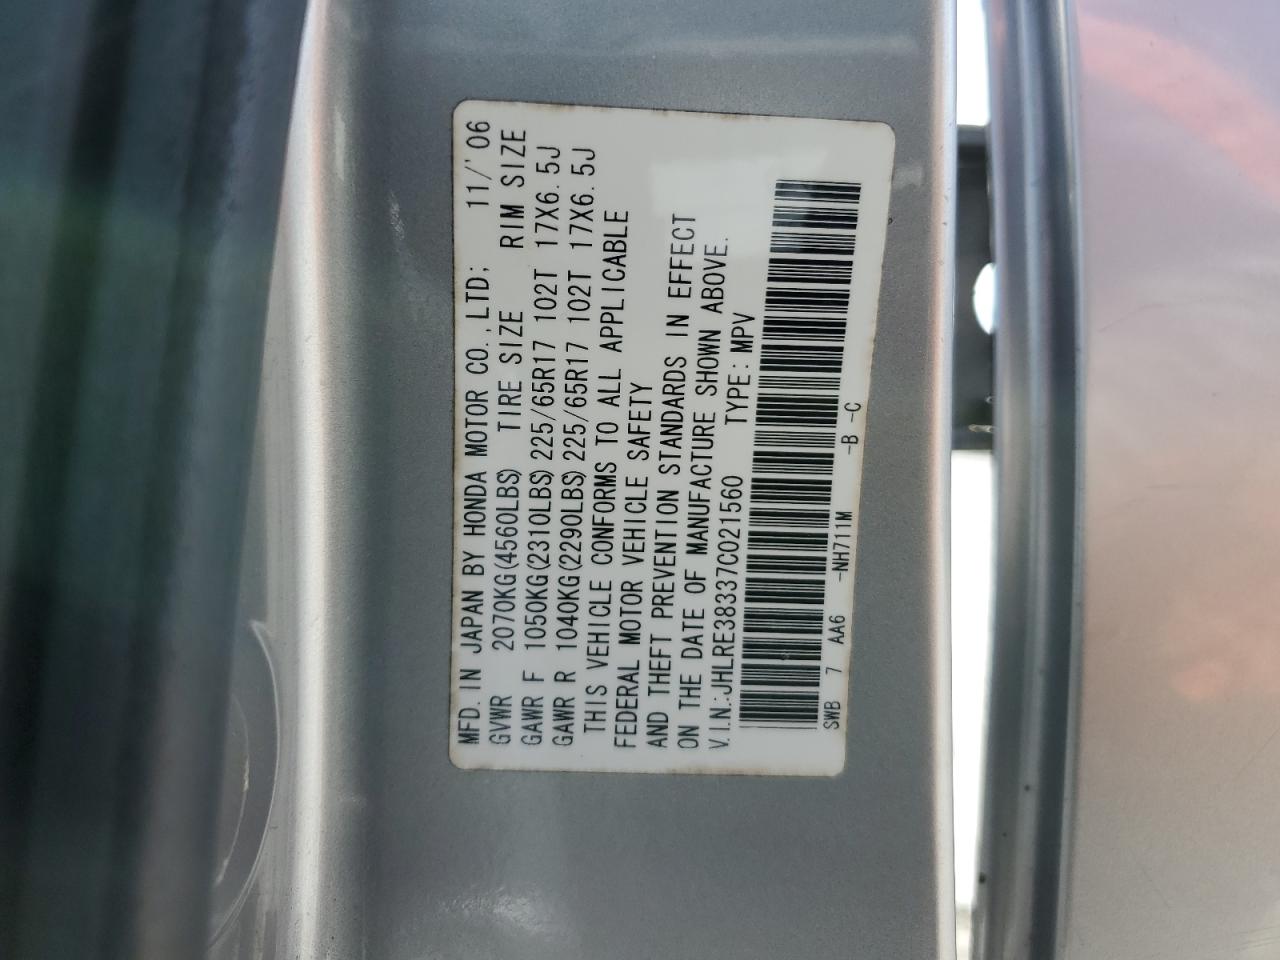 MFD. IN JAPAN BY HONDA MOTOR CO., LTD; 11/'06
GVWR 2070KG(4560LBS) TIRE SIZE RIM SIZE
GAWR F 1050KG(2310LBS) 225/65R17 102T 17X6.5J
GAWR R 1040KG(2290LBS) 225/65R17 102T 17X6.5J
THIS VEHICLE CONFORMS TO ALL APPLICABLE
FEDERAL MOTOR VEHICLE SAFETY
AND THEFT PREVENTION STANDARDS IN EFFECT
ON THE DATE OF MANUFACTURE SHOWN ABOVE.
V.I.N.:JHLRE38337C021560 TYPE:MPV
SWB 7 AA6 -NH711M -B -C